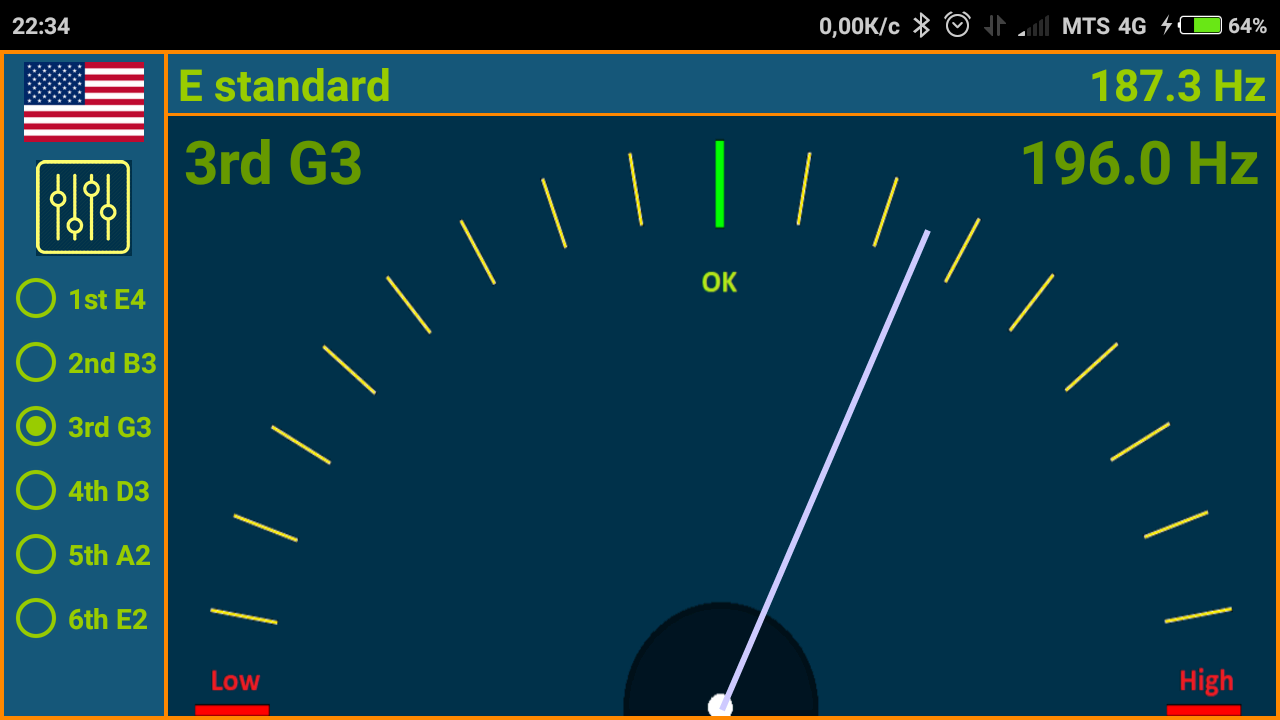 22:34 0,00K/c MTS 4G 64%
E standard 187.3 Hz
3rd G3 196.0 Hz
OK
1st E4
2nd B3
3rd G3
4th D3
5th A2
6th E2
Low High